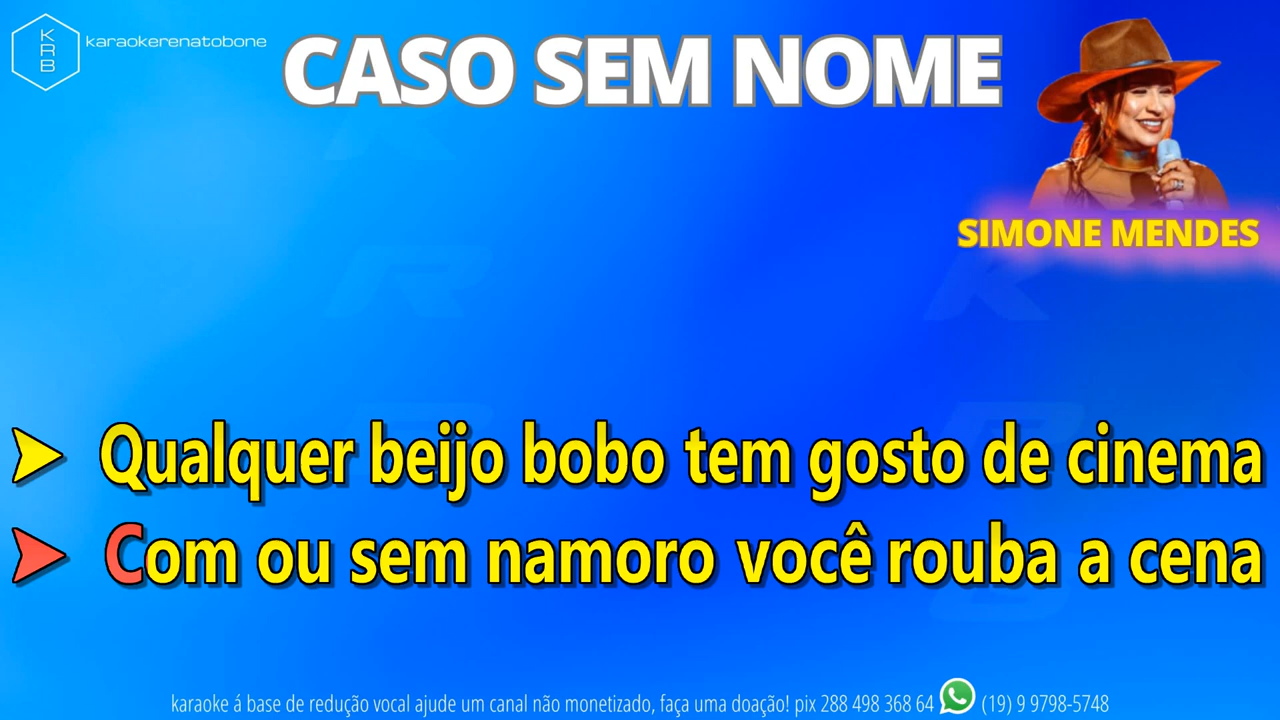 KRB
karaokerenatobone
CASO SEM NOME
SIMONE MENDES
Qualquer beijo bobo tem gosto de cinema
Com ou sem namoro você rouba a cena
karaoke á base de redução vocal ajude um canal não monetizado, faça uma doação! pix 288 498 368 64 (19) 9 9798-5748